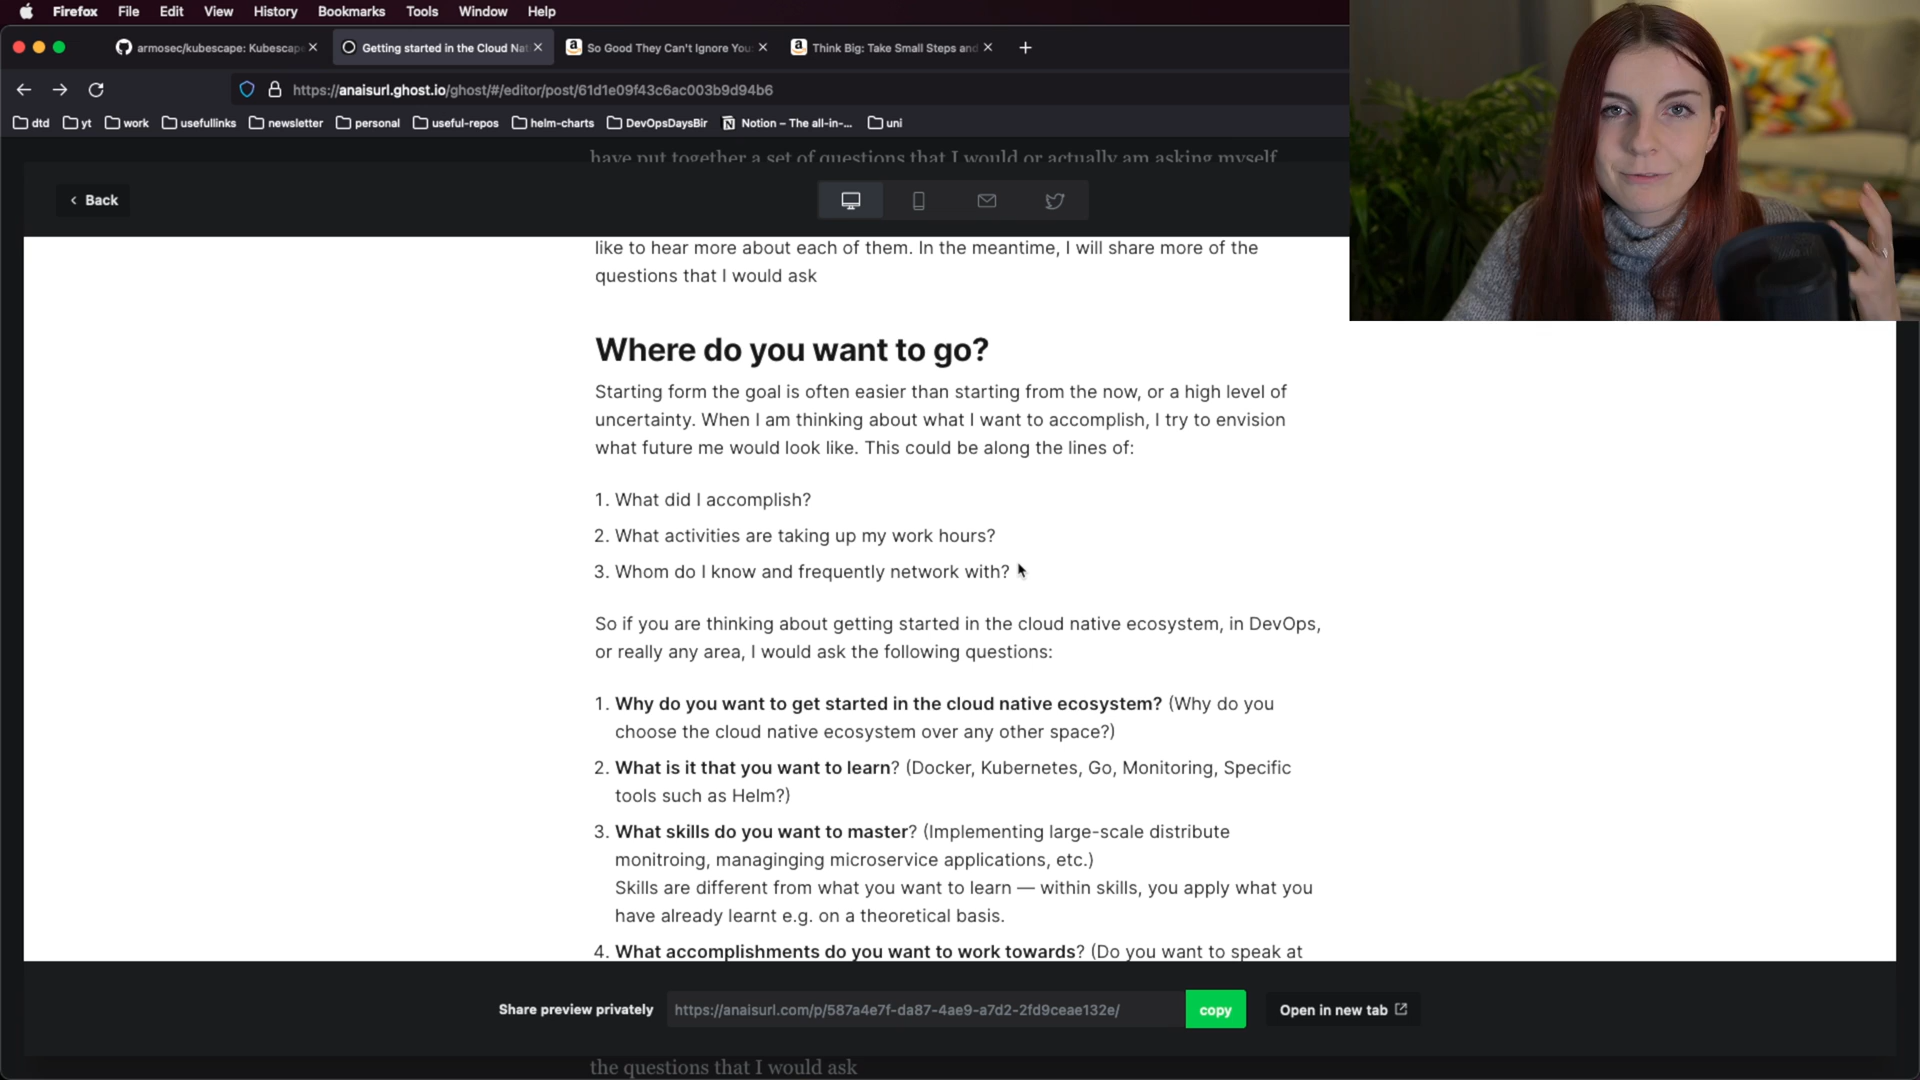 Firefox File Edit View History Bookmarks Tools Window Help
armosec/kubescape: Kubescape
Getting started in the Cloud Nat
So Good They Can't Ignore You:
Think Big: Take Small Steps and
https://anaisurl.ghost.io/ghost/#/editor/post/61d1e09f43c6ac003b9d94b6
dtd yt work usefullinks newsletter personal useful-repos helm-charts DevOpsDaysBir Notion – The all-in-... uni
have put together a set of questions that I would or actually am asking myself
Back
like to hear more about each of them. In the meantime, I will share more of the
questions that I would ask
Where do you want to go?
Starting form the goal is often easier than starting from the now, or a high level of
uncertainty. When I am thinking about what I want to accomplish, I try to envision
what future me would look like. This could be along the lines of:
1. What did I accomplish?
2. What activities are taking up my work hours?
3. Whom do I know and frequently network with?
So if you are thinking about getting started in the cloud native ecosystem, in DevOps,
or really any area, I would ask the following questions:
1. Why do you want to get started in the cloud native ecosystem? (Why do you
choose the cloud native ecosystem over any other space?)
2. What is it that you want to learn? (Docker, Kubernetes, Go, Monitoring, Specific
tools such as Helm?)
3. What skills do you want to master? (Implementing large-scale distribute
monitroing, managinging microservice applications, etc.)
Skills are different from what you want to learn — within skills, you apply what you
have already learnt e.g. on a theoretical basis.
4. What accomplishments do you want to work towards? (Do you want to speak at
Share preview privately
https://anaisurl.com/p/587a4e7f-da87-4ae9-a7d2-2fd9ceae132e/
copy
Open in new tab
the questions that I would ask